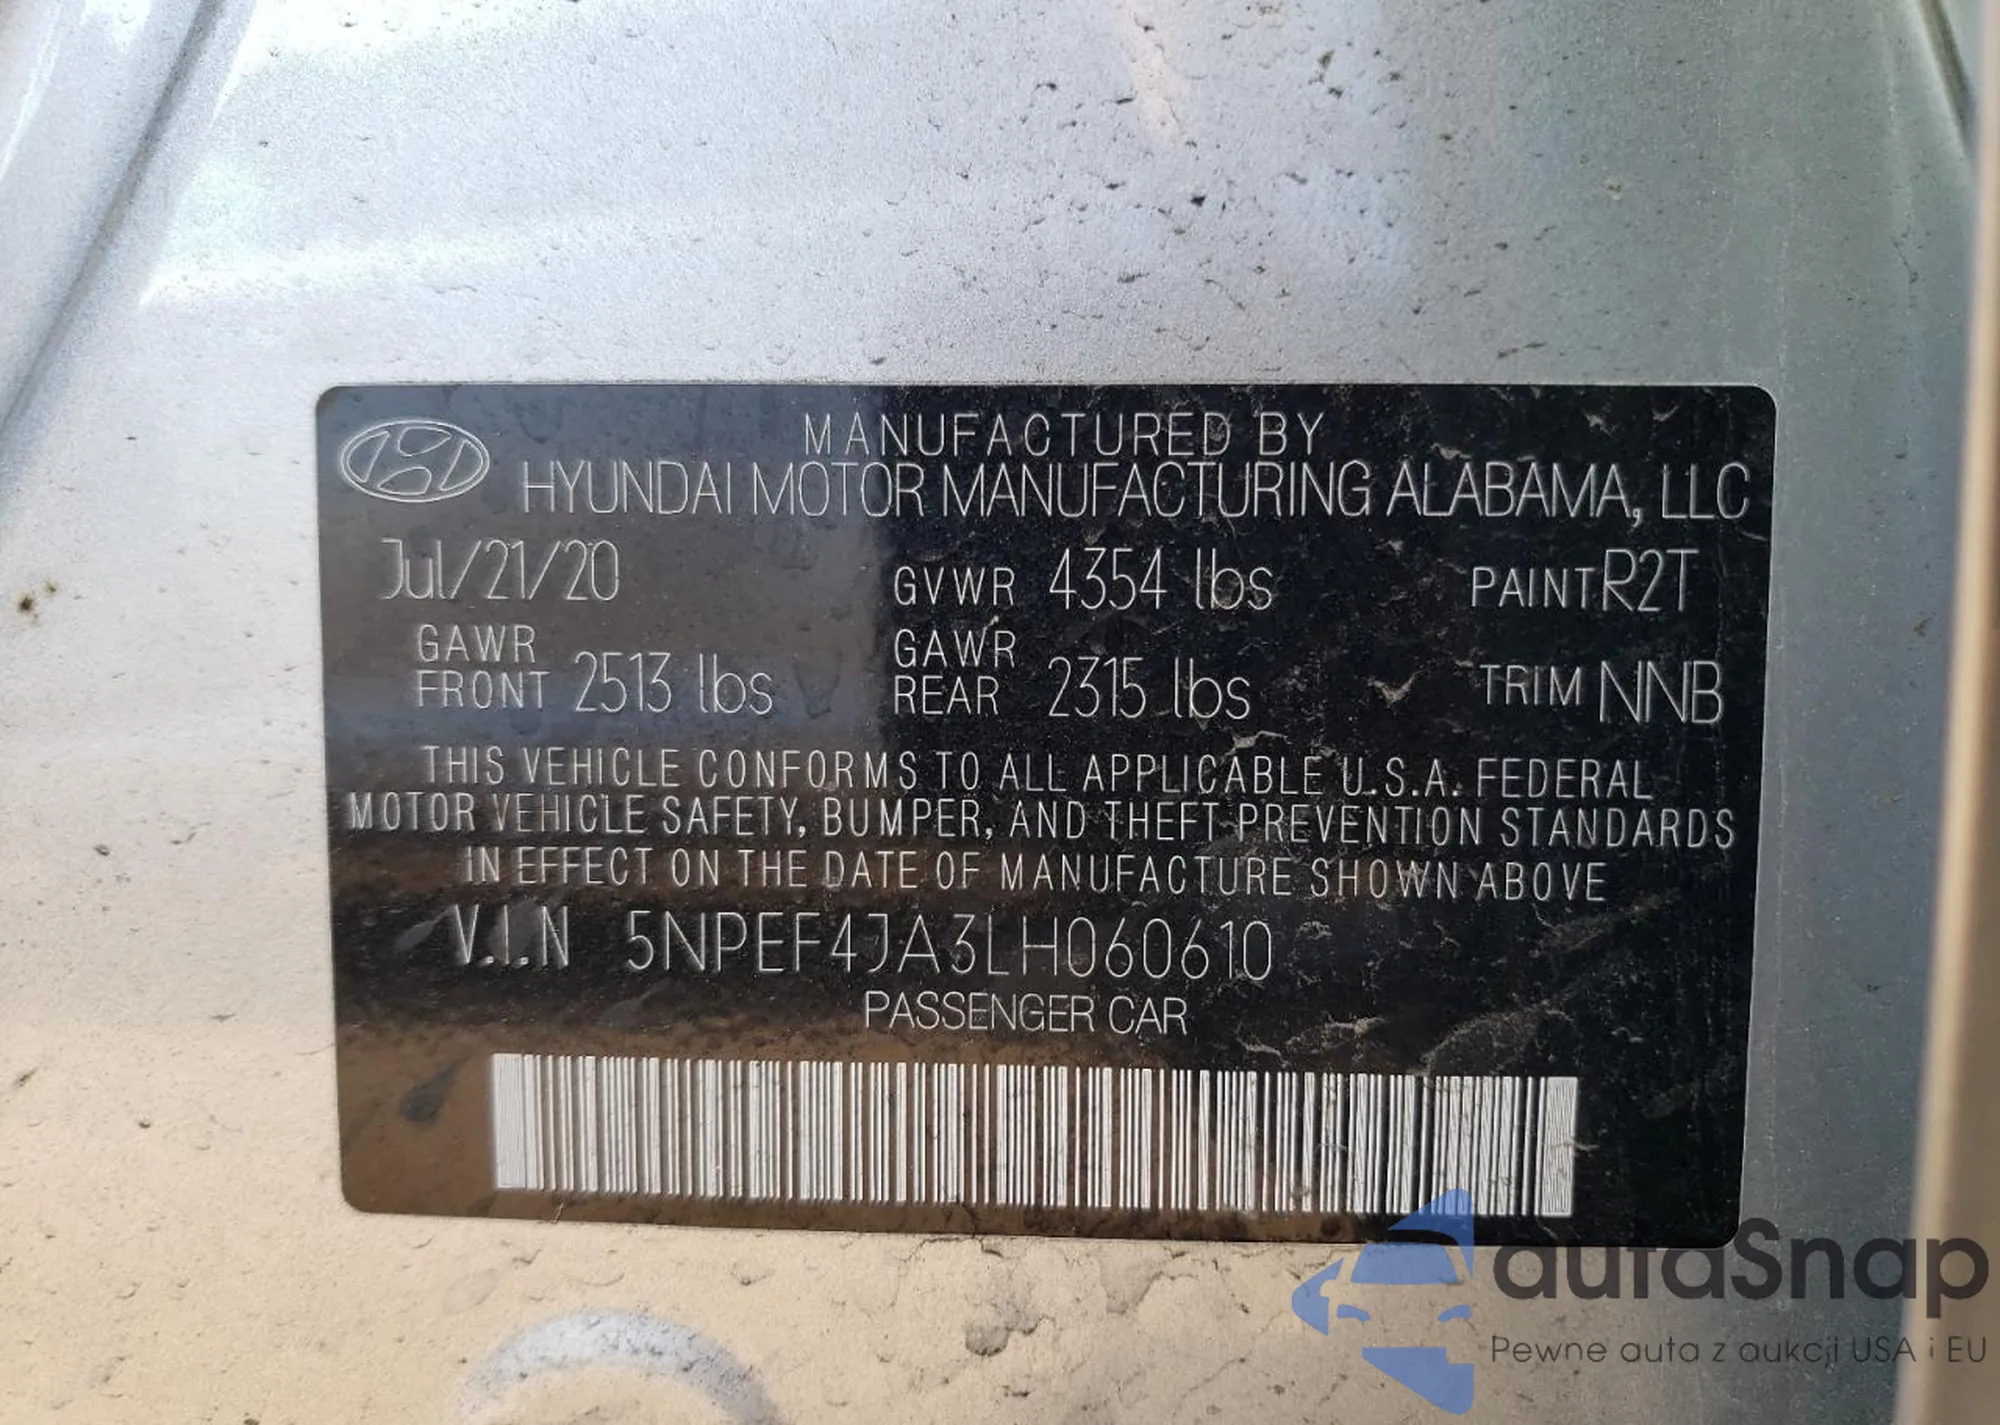 MANUFACTURED BY
HYUNDAI MOTOR MANUFACTURING ALABAMA, LLC
Jul/21/20 GVWR 4354 lbs PAINT R2T
GAWR FRONT 2513 lbs GAWR REAR 2315 lbs TRIM NNB
THIS VEHICLE CONFORMS TO ALL APPLICABLE U.S.A. FEDERAL
MOTOR VEHICLE SAFETY, BUMPER, AND THEFT PREVENTION STANDARDS
IN EFFECT ON THE DATE OF MANUFACTURE SHOWN ABOVE
V.I.N 5NPEF4JA3LH060610
PASSENGER CAR
autaSnap
Pewne auta z aukcji USA i EU